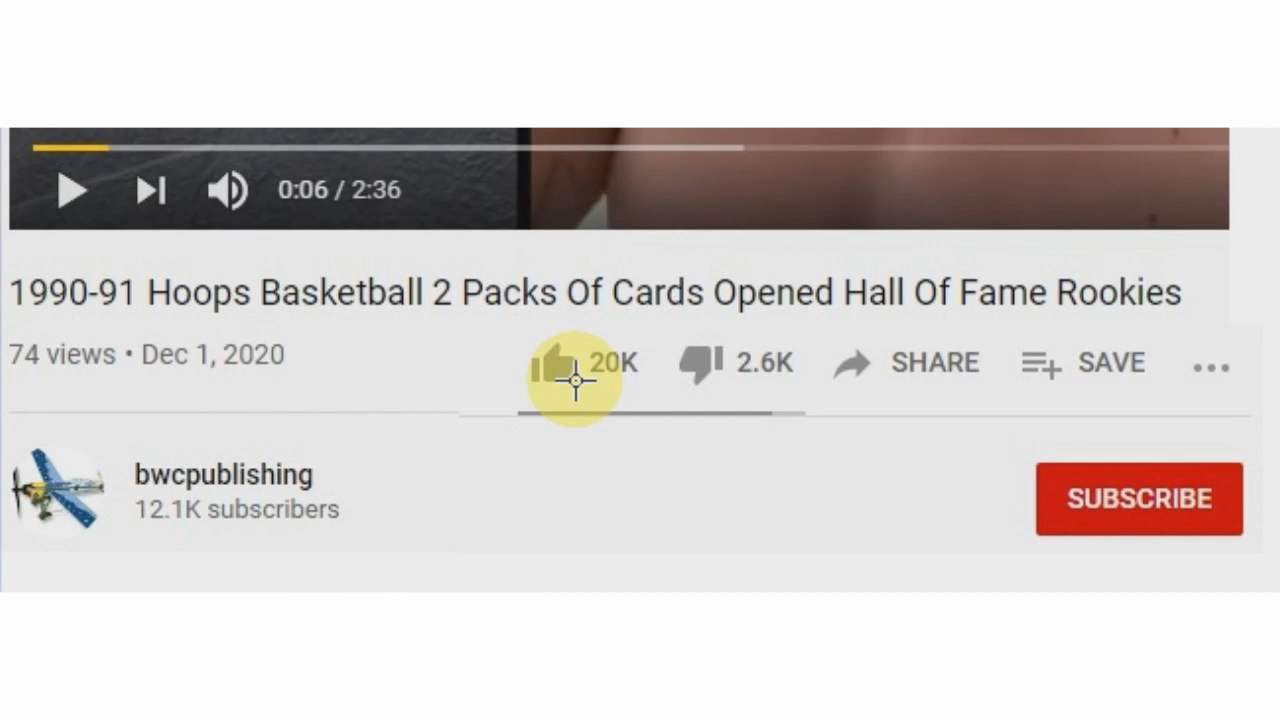 0:06 / 2:36
1990-91 Hoops Basketball 2 Packs Of Cards Opened Hall Of Fame Rookies
74 views • Dec 1, 2020
20K 2.6K SHARE SAVE
bwcpublishing
12.1K subscribers
SUBSCRIBE